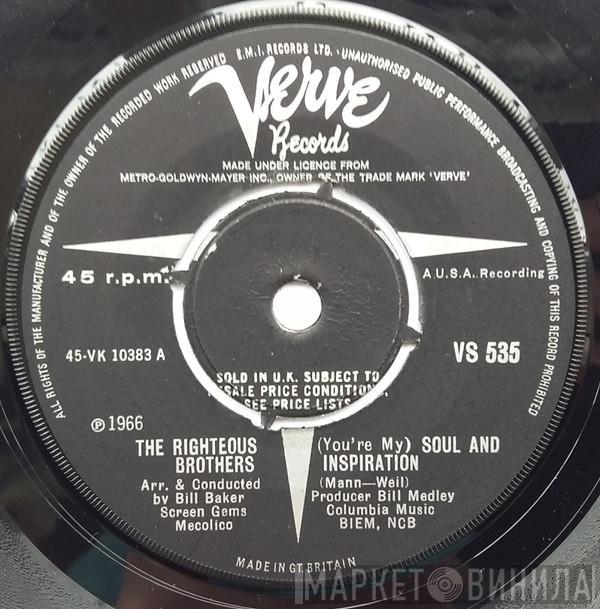 ALL RIGHTS OF THE MANUFACTURER AND OF THE OWNER OF THE RECORDED WORK RESERVED E.M.I. RECORDS LTD. · UNAUTHORISED PUBLIC PERFORMANCE BROADCASTING AND COPYING OF THIS RECORD PROHIBITED
Verve
Records
MADE UNDER LICENCE FROM
METRO-GOLDWYN-MAYER INC., OWNER OF THE TRADE MARK 'VERVE'
45 r.p.m.
A U.S.A. Recording
45-VK 10383 A
VS 535
SOLD IN U.K. SUBJECT TO
RESALE PRICE CONDITIONS,
SEE PRICE LISTS
℗ 1966
THE RIGHTEOUS
BROTHERS
Arr. & Conducted
by Bill Baker
Screen Gems
Mecolico
(You're My) SOUL AND
INSPIRATION
(Mann—Weil)
Producer Bill Medley
Columbia Music
BIEM, NCB
MADE IN GT. BRITAIN
МАРКЕТ ВИНИЛА